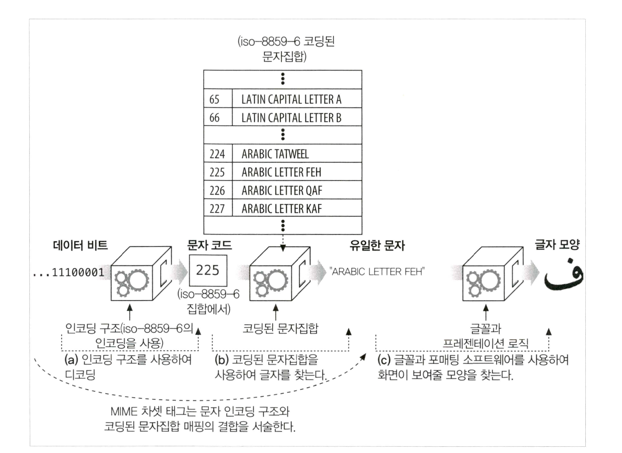 (iso-8859-6 코딩된
문자집합)
65 LATIN CAPITAL LETTER A
66 LATIN CAPITAL LETTER B
224 ARABIC TATWEEL
225 ARABIC LETTER FEH
226 ARABIC LETTER QAF
227 ARABIC LETTER KAF
데이터 비트 문자 코드 유일한 문자 글자 모양
...11100001 225 "ARABIC LETTER FEH" ف
(iso-8859-6
집합에서)
인코딩 구조(iso-8859-6의
인코딩을 사용)
코딩된 문자집합
글꼴과
프레젠테이션 로직
(a) 인코딩 구조를 사용하여
디코딩
(b) 코딩된 문자집합을
사용하여 글자를 찾는다.
(c) 글꼴과 포매팅 소프트웨어를 사용하여
화면이 보여줄 모양을 찾는다.
MIME 차셋 태그는 문자 인코딩 구조와
코딩된 문자집합 매핑의 결합을 서술한다.